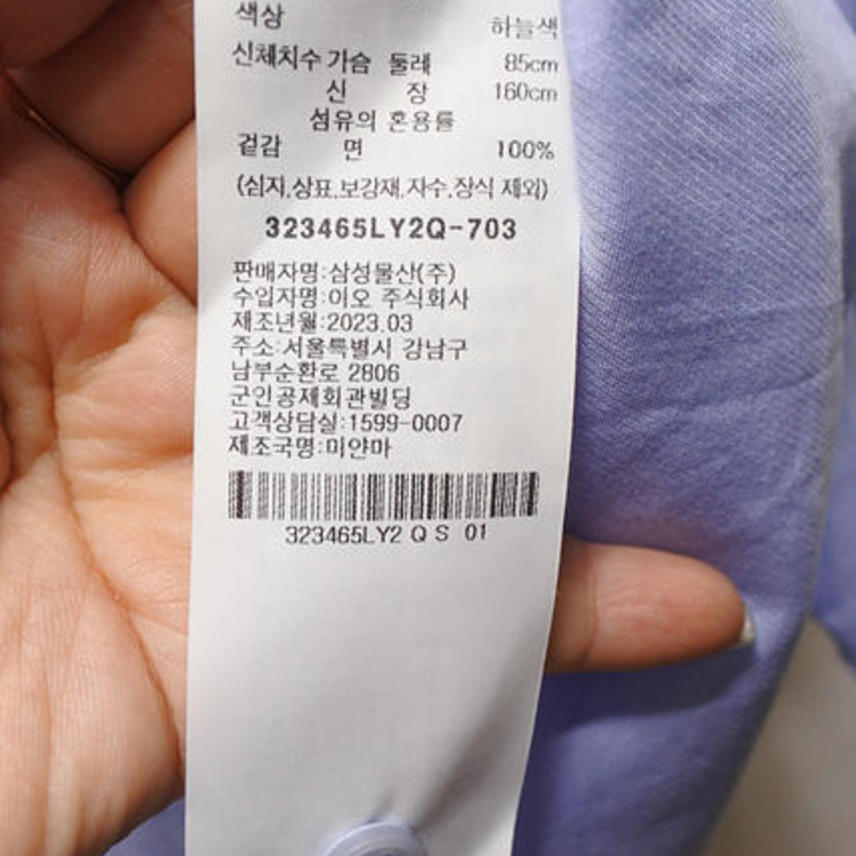 색상 하늘색
신체치수 가슴 둘레 85cm
신 장 160cm
섬유의 혼용률
겉감 면 100%
(심지,상표,보강재,자수,장식 제외)
323465LY2Q-703
판매자명:삼성물산(주)
수입자명:이오 주식회사
제조년월:2023.03
주소:서울특별시 강남구
남부순환로 2806
군인공제회관빌딩
고객상담실:1599-0007
제조국명:미얀마
323465LY2 Q S 01